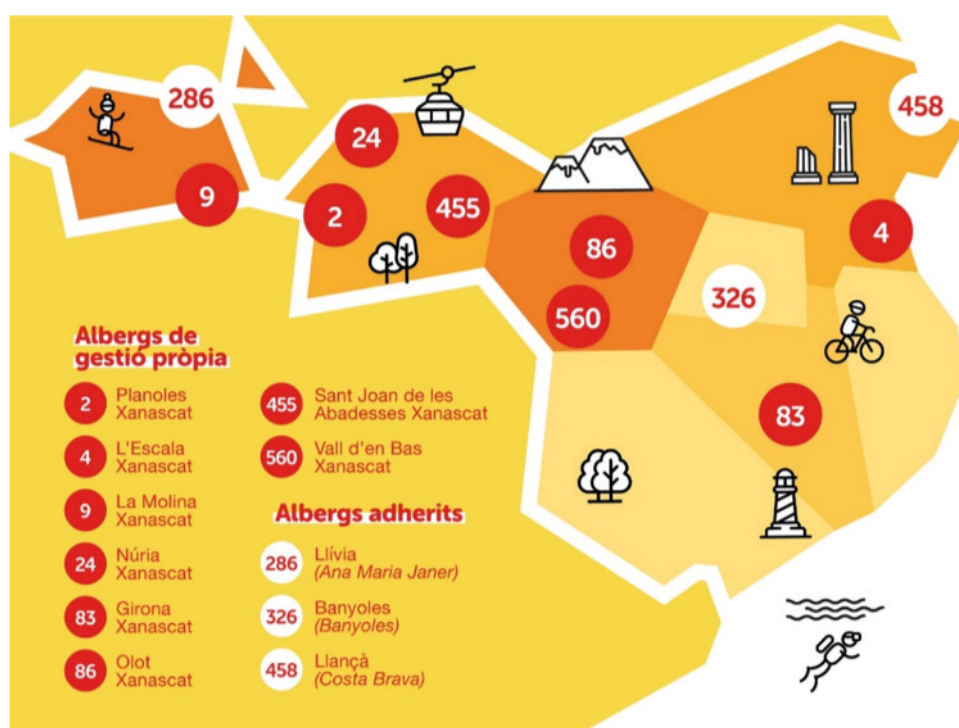 286
458
24
9
2
455
4
86
326
560
83
Albergs de
gestió pròpia
2 Planoles
Xanascat
4 L'Escala
Xanascat
9 La Molina
Xanascat
24 Núria
Xanascat
83 Girona
Xanascat
86 Olot
Xanascat
455 Sant Joan de les
Abadesses Xanascat
560 Vall d'en Bas
Xanascat
Albergs adherits
286 Llívia
(Ana Maria Janer)
326 Banyoles
(Banyoles)
458 Llançà
(Costa Brava)